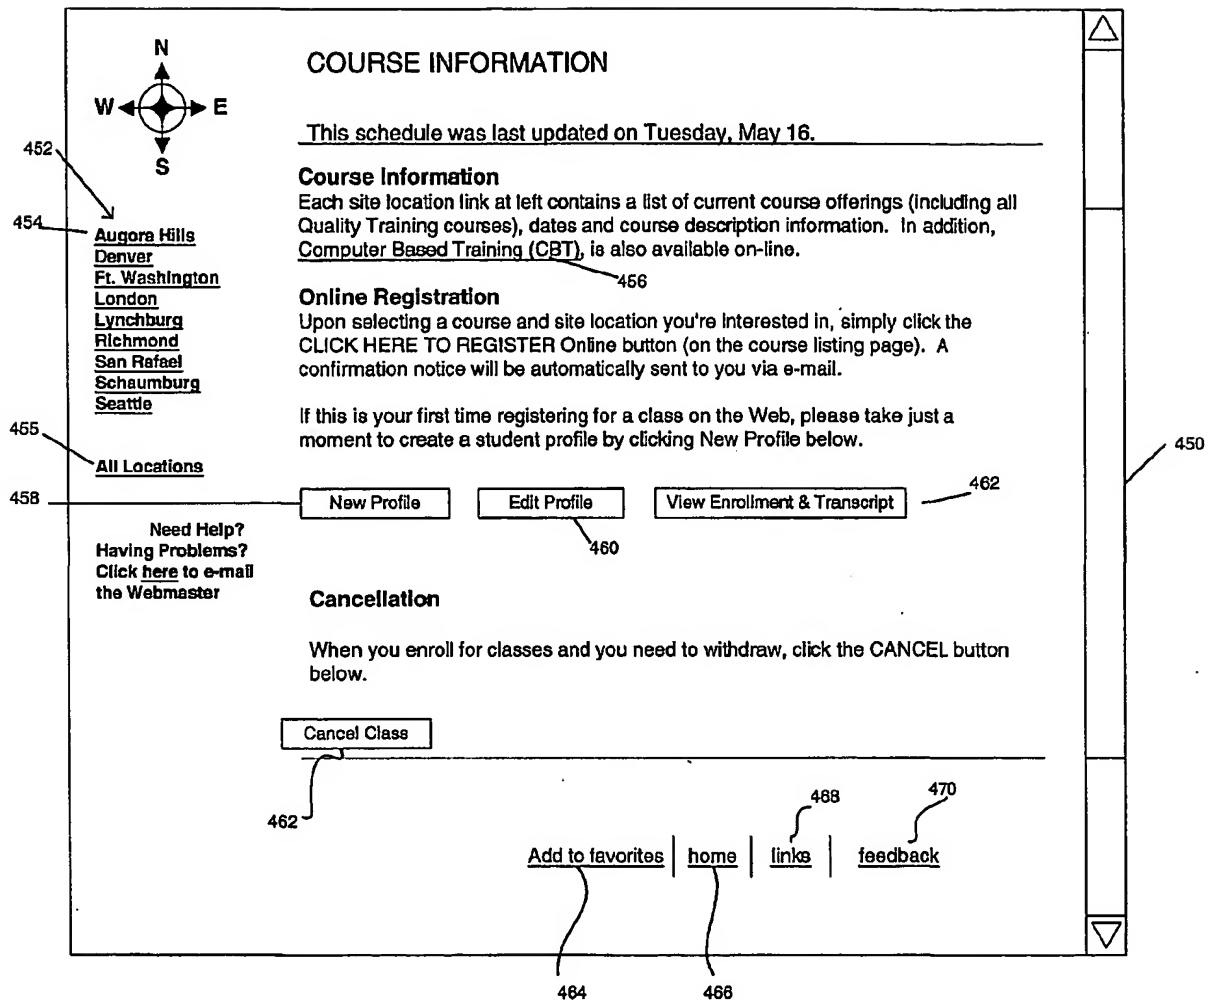 N
W E
S
COURSE INFORMATION
This schedule was last updated on Tuesday, May 16.
452
454
Augora Hills
Denver
Ft. Washington
London
Lynchburg
Richmond
San Rafael
Schaumburg
Seattle
455
All Locations
458
Need Help?
Having Problems?
Click here to e-mail
the Webmaster
Course Information
Each site location link at left contains a list of current course offerings (including all
Quality Training courses), dates and course description information. In addition,
Computer Based Training (CBT), is also available on-line.
456
Online Registration
Upon selecting a course and site location you're interested in, simply click the
CLICK HERE TO REGISTER Online button (on the course listing page). A
confirmation notice will be automatically sent to you via e-mail.
If this is your first time registering for a class on the Web, please take just a
moment to create a student profile by clicking New Profile below.
450
New Profile Edit Profile View Enrollment & Transcript 462
460
Cancellation
When you enroll for classes and you need to withdraw, click the CANCEL button
below.
Cancel Class
462
468 470
Add to favorites home links feedback
464 466